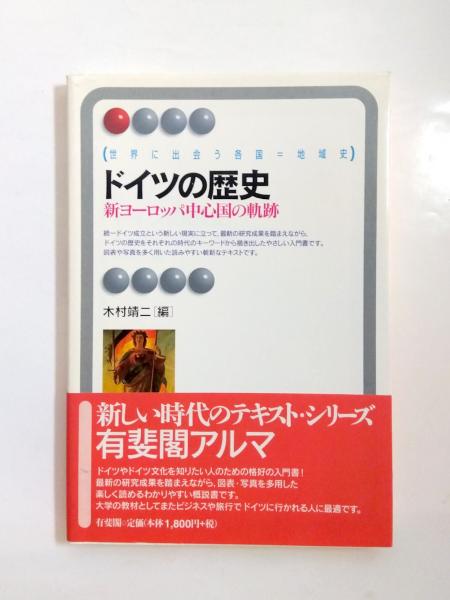 (世界に出会う各国=地域史)
ドイツの歴史
新ヨーロッパ中心国の軌跡
統一ドイツ成立という新しい現実に立って、最新の研究成果を踏まえながら、
ドイツの歴史をそれぞれの時代のキーワードから描き出したやさしい入門書です。
図表や写真を多く用いた読みやすい斬新なテキストです。
木村靖二[編]
新しい時代のテキスト・シリーズ
有斐閣アルマ
ドイツやドイツ文化を知りたい人のための格好の入門書!
最新の研究成果を踏まえながら、図表・写真を多用した
楽しく読めるわかりやすい概説書です。
大学の教材としてまたビジネスや旅行でドイツに行かれる人に最適です。
有斐閣○定価(本体1,800円+税)